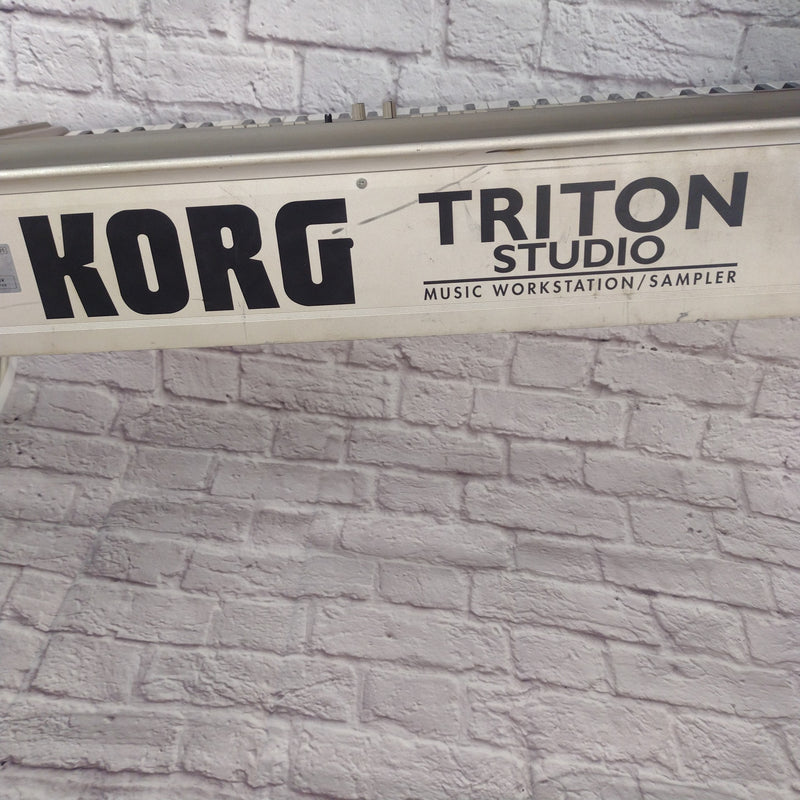 KORG
TRITON
STUDIO
MUSIC WORKSTATION/SAMPLER